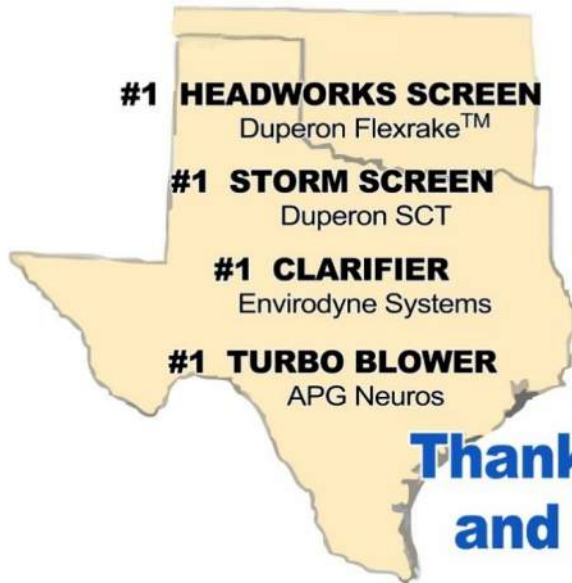 #1 HEADWORKS SCREEN
Duperon Flexrake™
#1 STORM SCREEN
Duperon SCT
#1 CLARIFIER
Envirodyne Systems
#1 TURBO BLOWER
APG Neuros
Thank
and